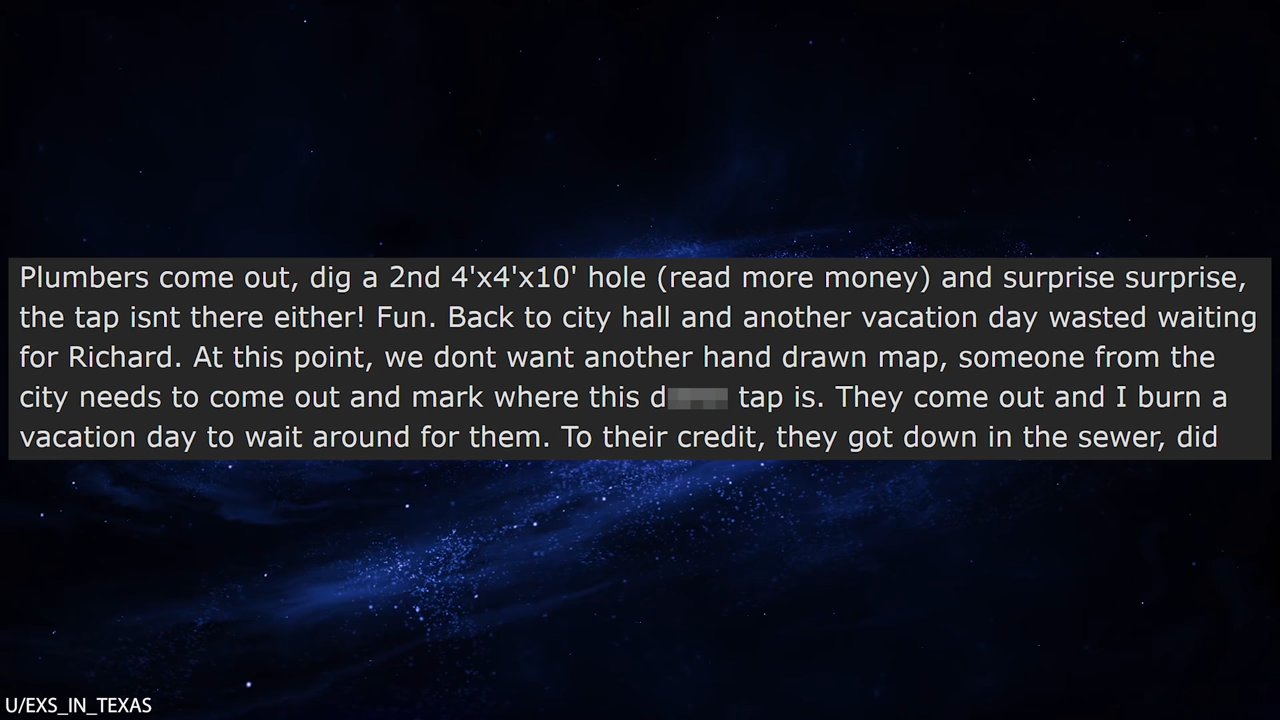 Plumbers come out, dig a 2nd 4'x4'x10' hole (read more money) and surprise surprise,
the tap isnt there either! Fun. Back to city hall and another vacation day wasted waiting
for Richard. At this point, we dont want another hand drawn map, someone from the
city needs to come out and mark where this d tap is. They come out and I burn a
vacation day to wait around for them. To their credit, they got down in the sewer, did
U/EXS_IN_TEXAS